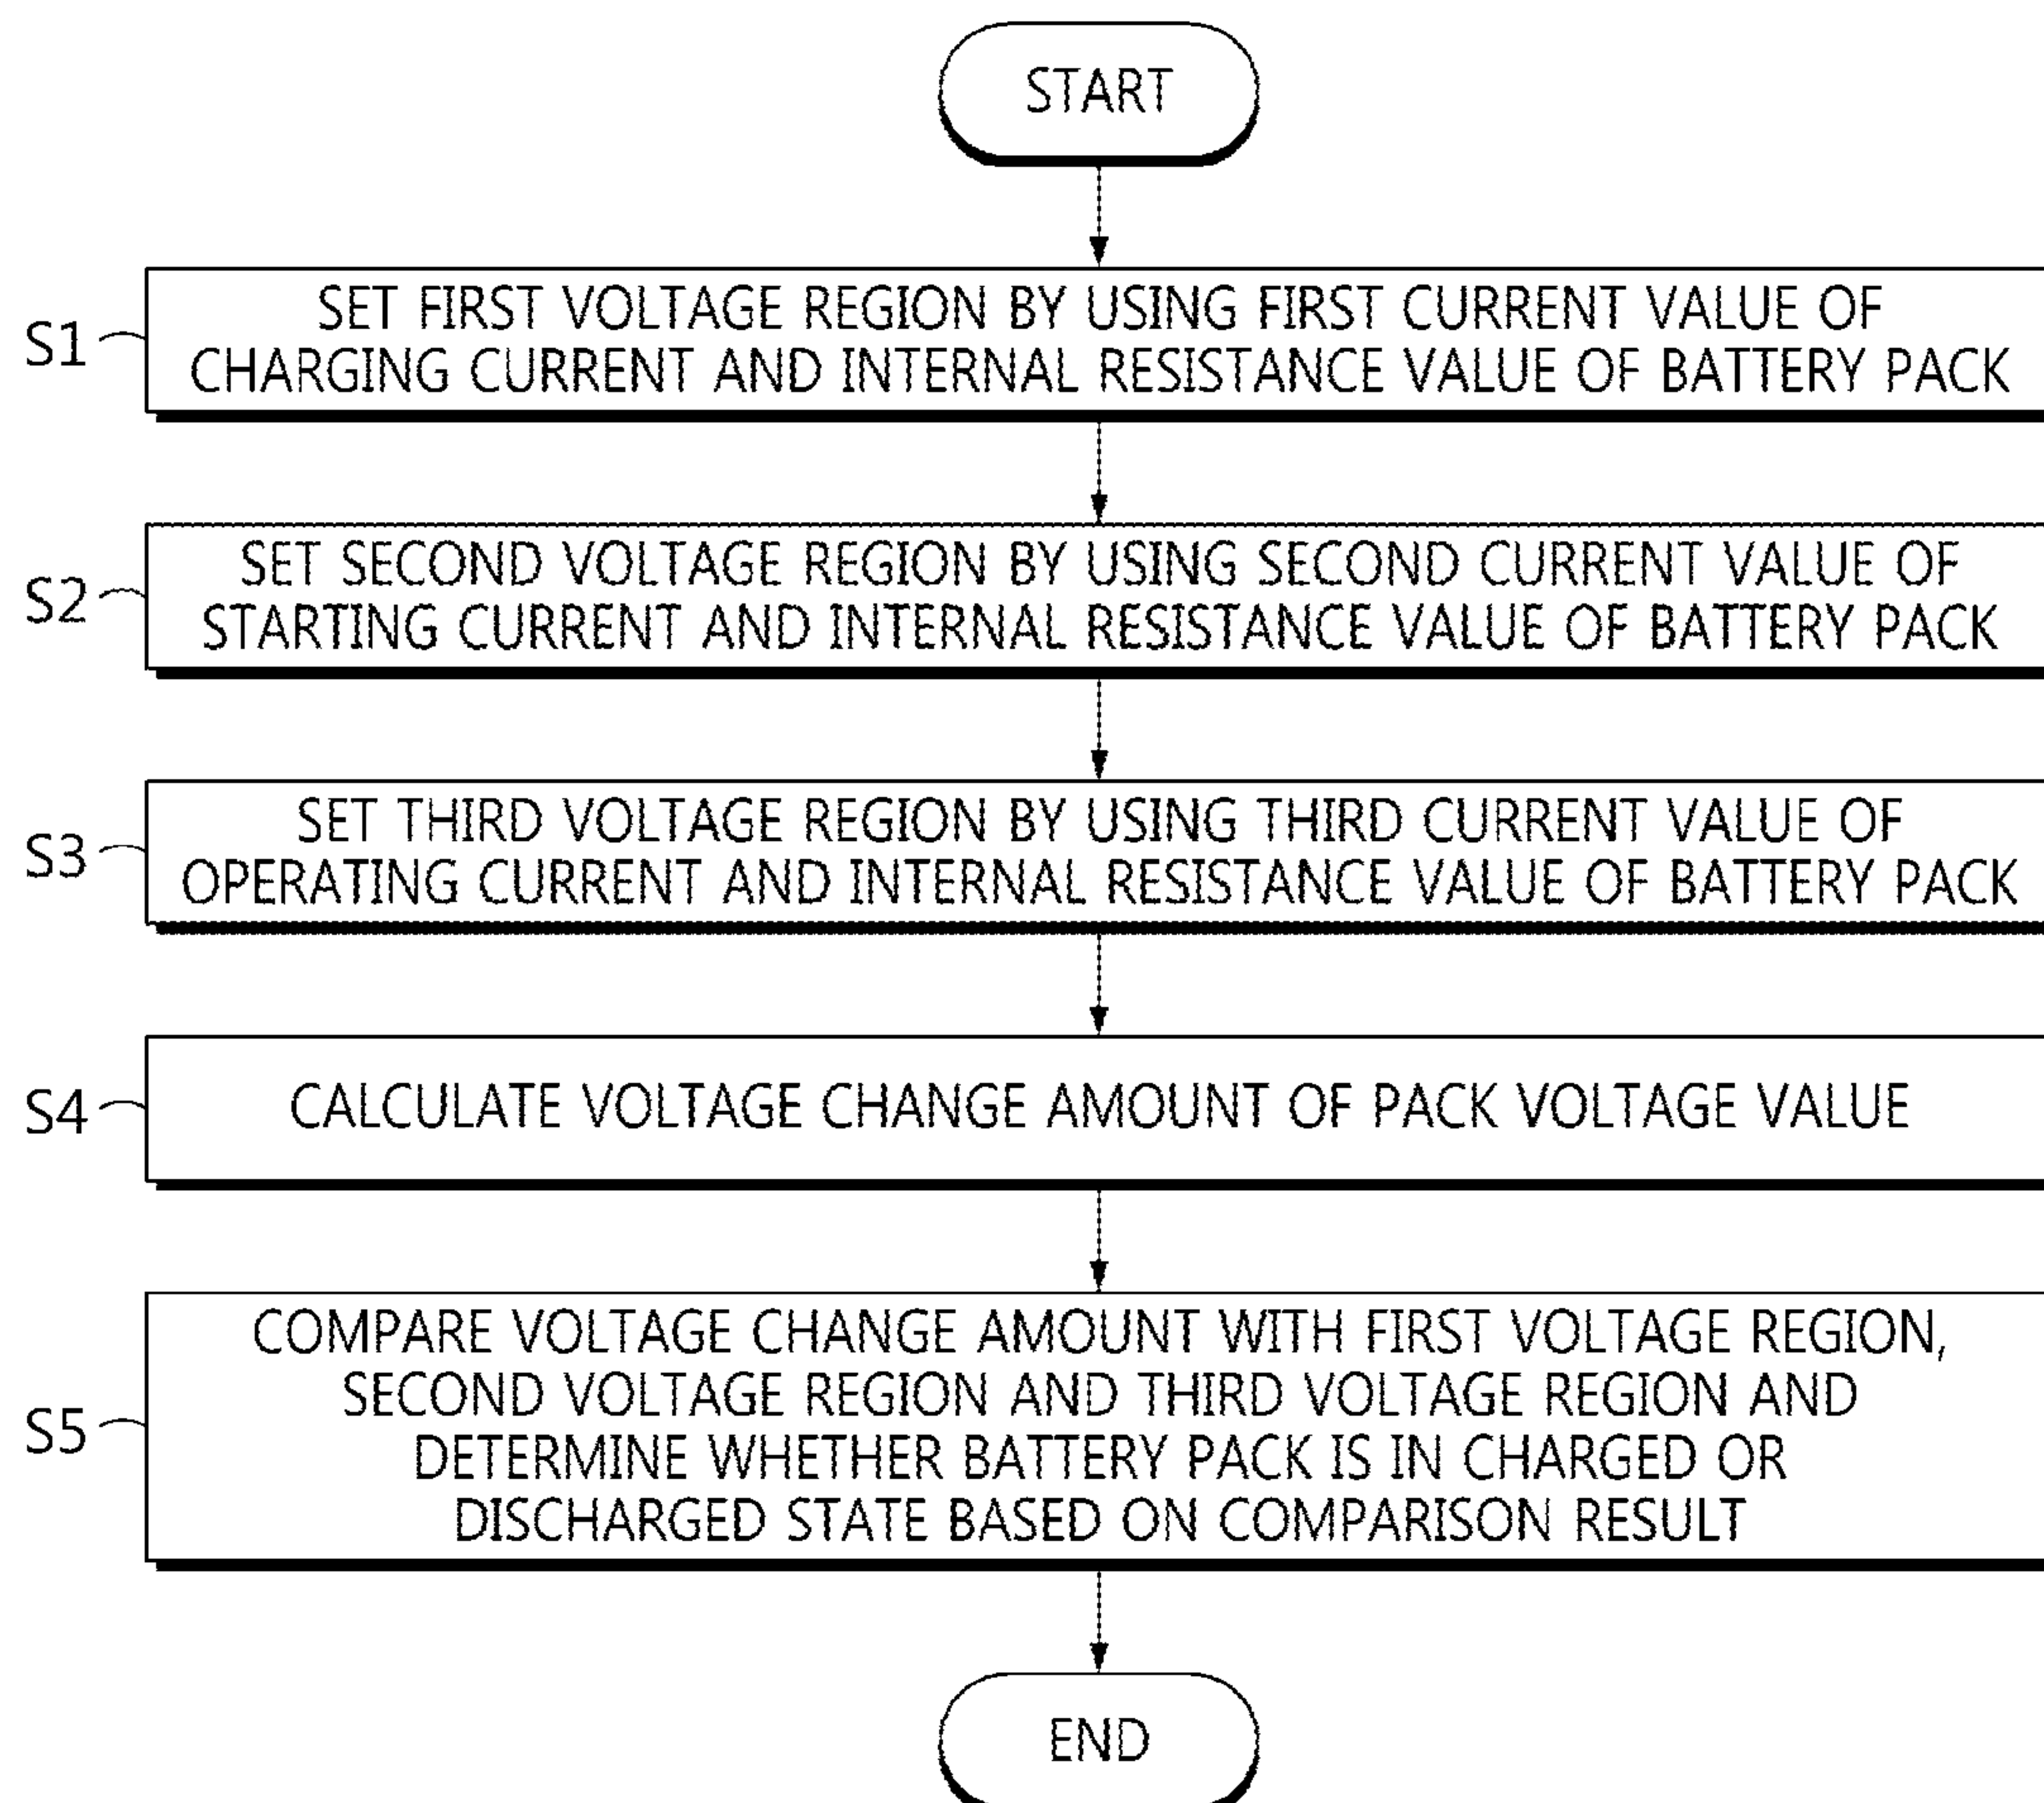 START
S1
SET FIRST VOLTAGE REGION BY USING FIRST CURRENT VALUE OF
CHARGING CURRENT AND INTERNAL RESISTANCE VALUE OF BATTERY PACK
S2
SET SECOND VOLTAGE REGION BY USING SECOND CURRENT VALUE OF
STARTING CURRENT AND INTERNAL RESISTANCE VALUE OF BATTERY PACK
S3
SET THIRD VOLTAGE REGION BY USING THIRD CURRENT VALUE OF
OPERATING CURRENT AND INTERNAL RESISTANCE VALUE OF BATTERY PACK
S4
CALCULATE VOLTAGE CHANGE AMOUNT OF PACK VOLTAGE VALUE
S5
COMPARE VOLTAGE CHANGE AMOUNT WITH FIRST VOLTAGE REGION,
SECOND VOLTAGE REGION AND THIRD VOLTAGE REGION AND
DETERMINE WHETHER BATTERY PACK IS IN CHARGED OR
DISCHARGED STATE BASED ON COMPARISON RESULT
END